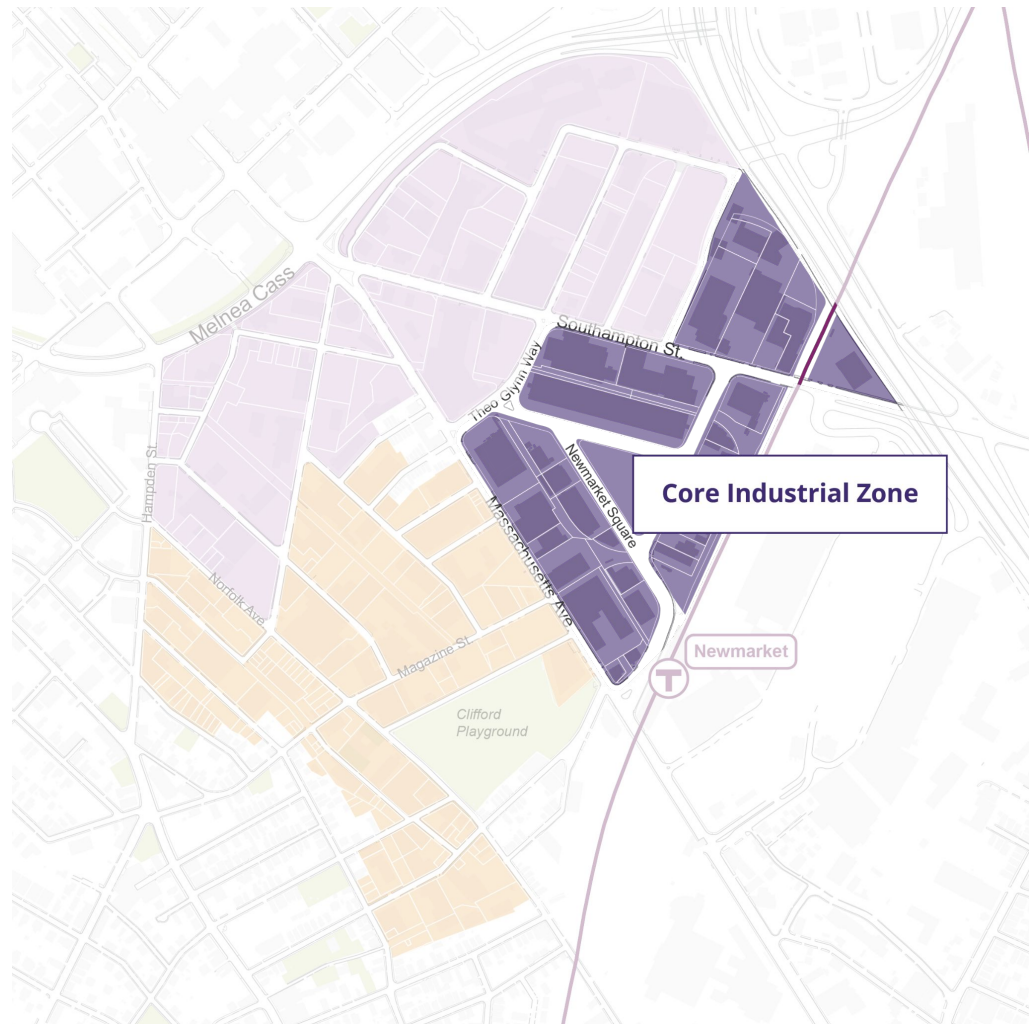 Melnea Cass
Southampton St.
Theo Glynn Way
Hampden St.
Newmarket Square
Core Industrial Zone
Massachusetts Ave.
Norfolk Ave.
Magazine St.
Newmarket
T
Clifford
Playground